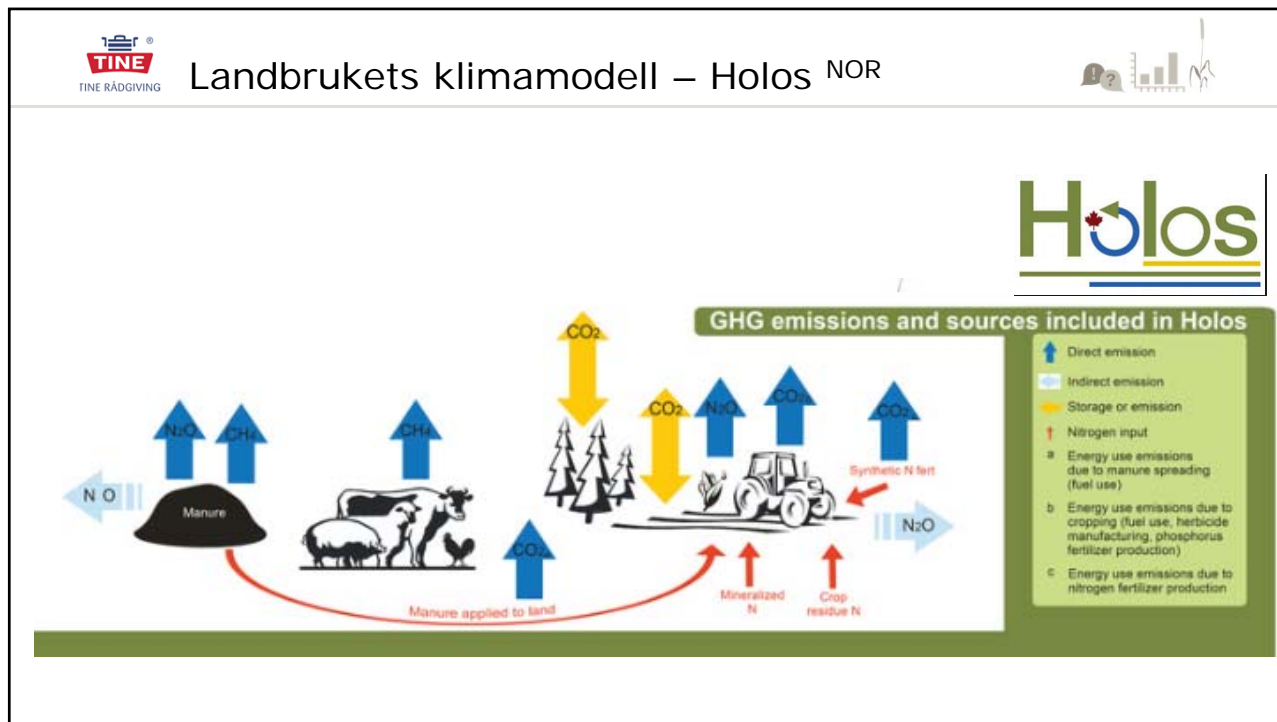 TINE
TINE RÅDGIVING
Landbrukets klimamodell – Holos NOR
! ?
Holos
GHG emissions and sources included in Holos
CO2
CO2
N2O
CO2
CO2
N2O
CH4
CH4
N O
Manure
CO2
Manure applied to land
Synthetic N fert
N2O
Mineralized
N
Crop
residue N
Direct emission
Indirect emission
Storage or emission
Nitrogen input
a Energy use emissions
due to manure spreading
(fuel use)
b Energy use emissions due to
cropping (fuel use, herbicide
manufacturing, phosphorus
fertilizer production)
c Energy use emissions due to
nitrogen fertilizer production